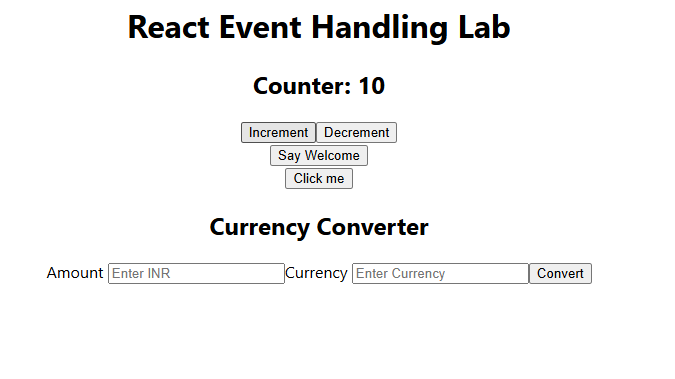 React Event Handling Lab
Counter: 10
Increment Decrement
Say Welcome
Click me
Currency Converter
Amount Enter INR Currency Enter Currency Convert